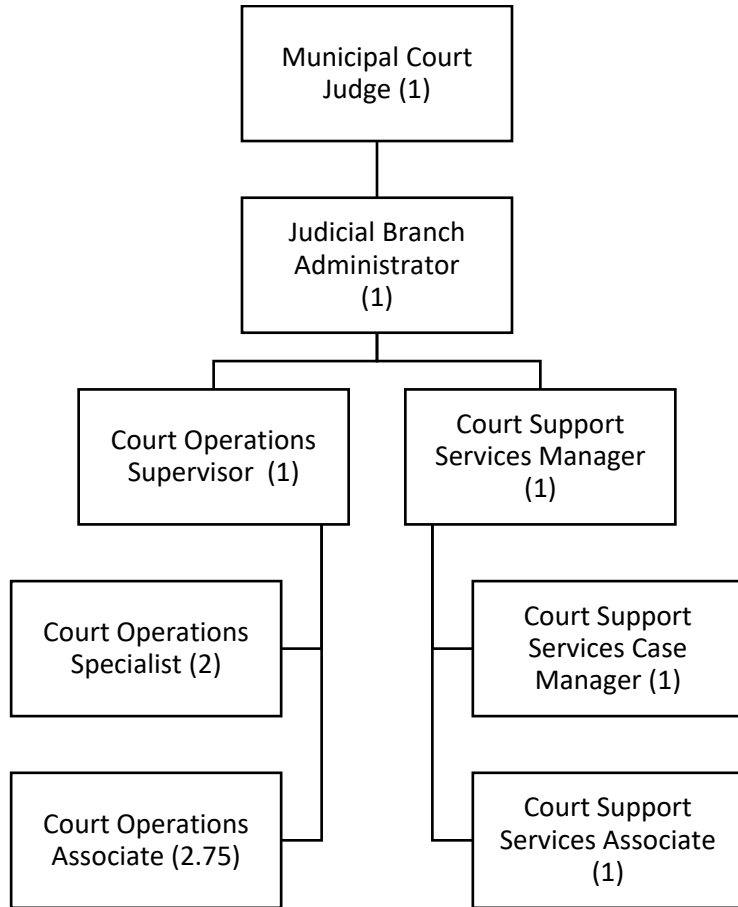 Municipal Court
Judge (1)
Judicial Branch
Administrator
(1)
Court Operations
Supervisor  (1)
Court Support
Services Manager
(1)
Court Operations
Specialist (2)
Court Support
Services Case
Manager (1)
Court Operations
Associate (2.75)
Court Support
Services Associate
(1)